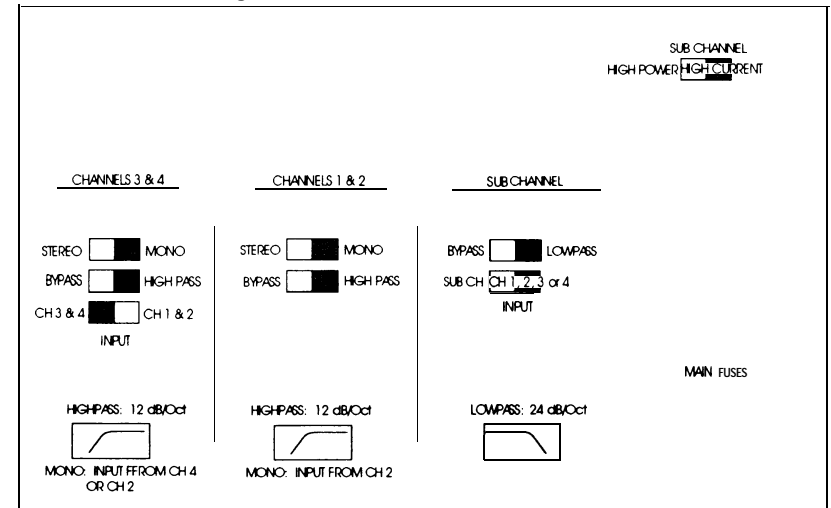 SUB CHANNEL
HIGH POWER HIGH CURRENT
CHANNELS 3 & 4
STEREO MONO
BYPASS HIGH PASS
CH 3 & 4 CH 1 & 2
INPUT
HIGHPASS: 12 dB/Oct
MONO: INPUT FFROM CH 4
OR CH 2
CHANNELS 1 & 2
STEREO MONO
BYPASS HIGH PASS
HIGHPASS: 12 dB/Oct
MONO: INPUT FROM CH 2
SUB CHANNEL
BYPASS LOWPASS
SUB CH CH 1, 2, 3 or 4
INPUT
LOWPASS: 24 dB/Oct
MAIN FUSES